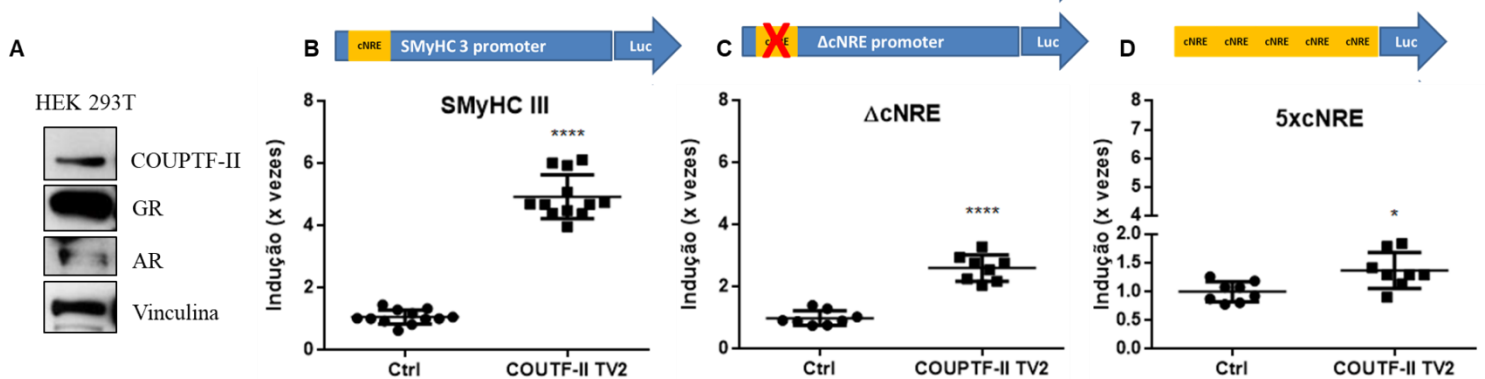 A
HEK 293T
COUPTF-II
GR
AR
Vinculina
B
cNRE SMyHC 3 promoter Luc
SMyHC III
Indução (x vezes)
8
6
4
2
0
****
Ctrl COUTF-II TV2
C
cNRE X ΔcNRE promoter Luc
ΔcNRE
Indução (x vezes)
8
6
4
2
0
****
Ctrl COUPTF-II TV2
D
cNRE cNRE cNRE cNRE cNRE Luc
5xcNRE
Indução (x vezes)
8
7
6
5
4
2.0
1.5
1.0
0.5
0.0
*
Ctrl COUTF-II TV2